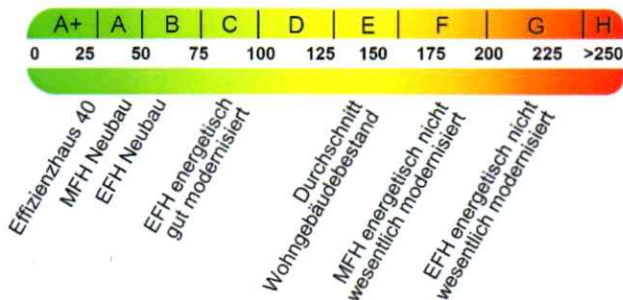 A+ A B C D E F G H
0 25 50 75 100 125 150 175 200 225 >250
Effizienzhaus 40
MFH Neubau
EFH Neubau
EFH energetisch
gut modernisiert
Durchschnitt
Wohngebäudebestand
MFH energetisch nicht
wesentlich modernisiert
EFH energetisch nicht
wesentlich modernisiert